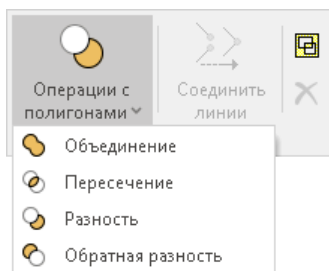 Операции с
полигонами
Соединить
линии
Объединение
Пересечение
Разность
Обратная разность